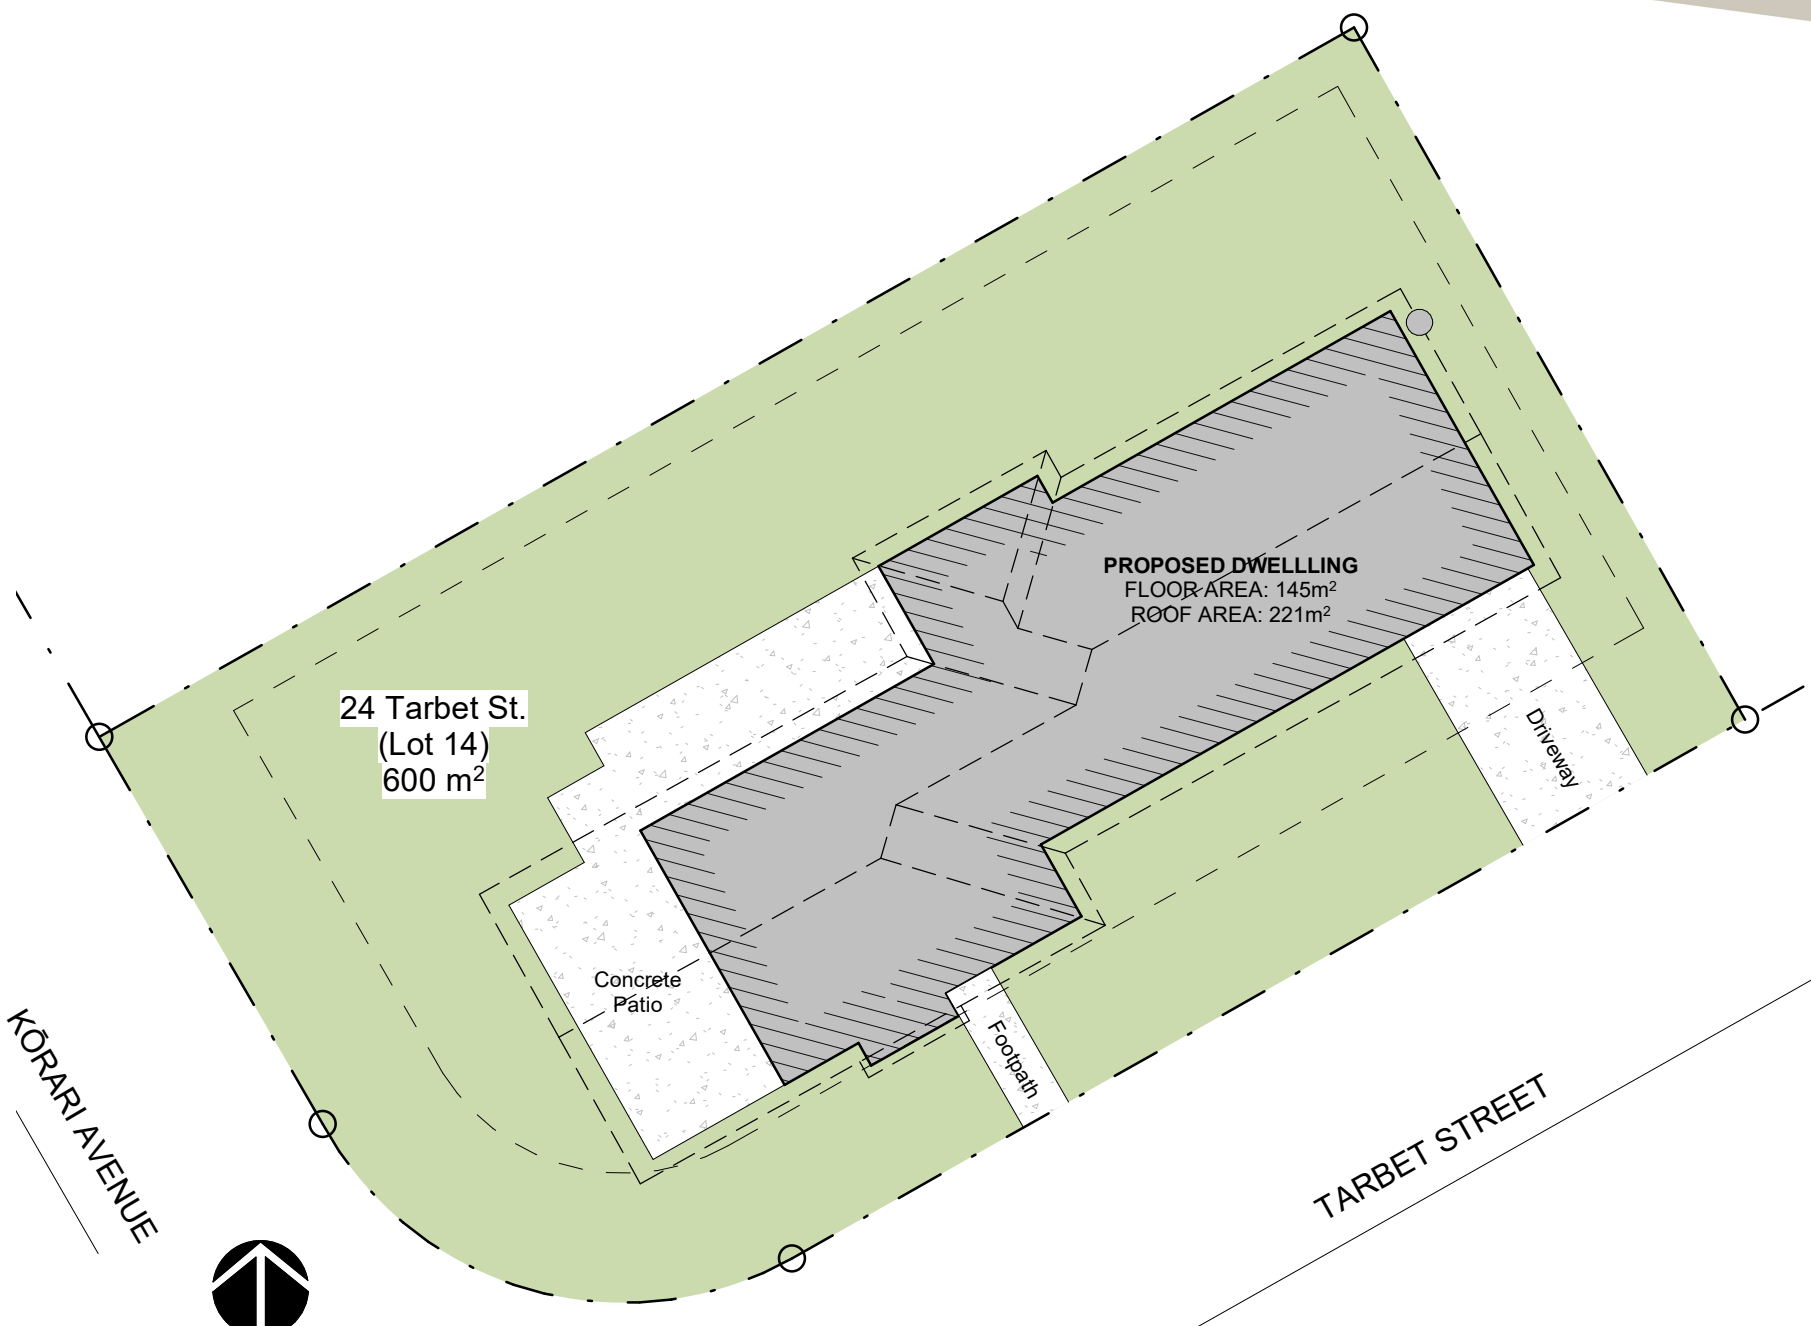 PROPOSED DWELLLING
FLOOR AREA: 145m²
ROOF AREA: 221m²
24 Tarbet St.
(Lot 14)
600 m²
Driveway
Concrete
Patio
Footpath
KŌRARI AVENUE
TARBET STREET